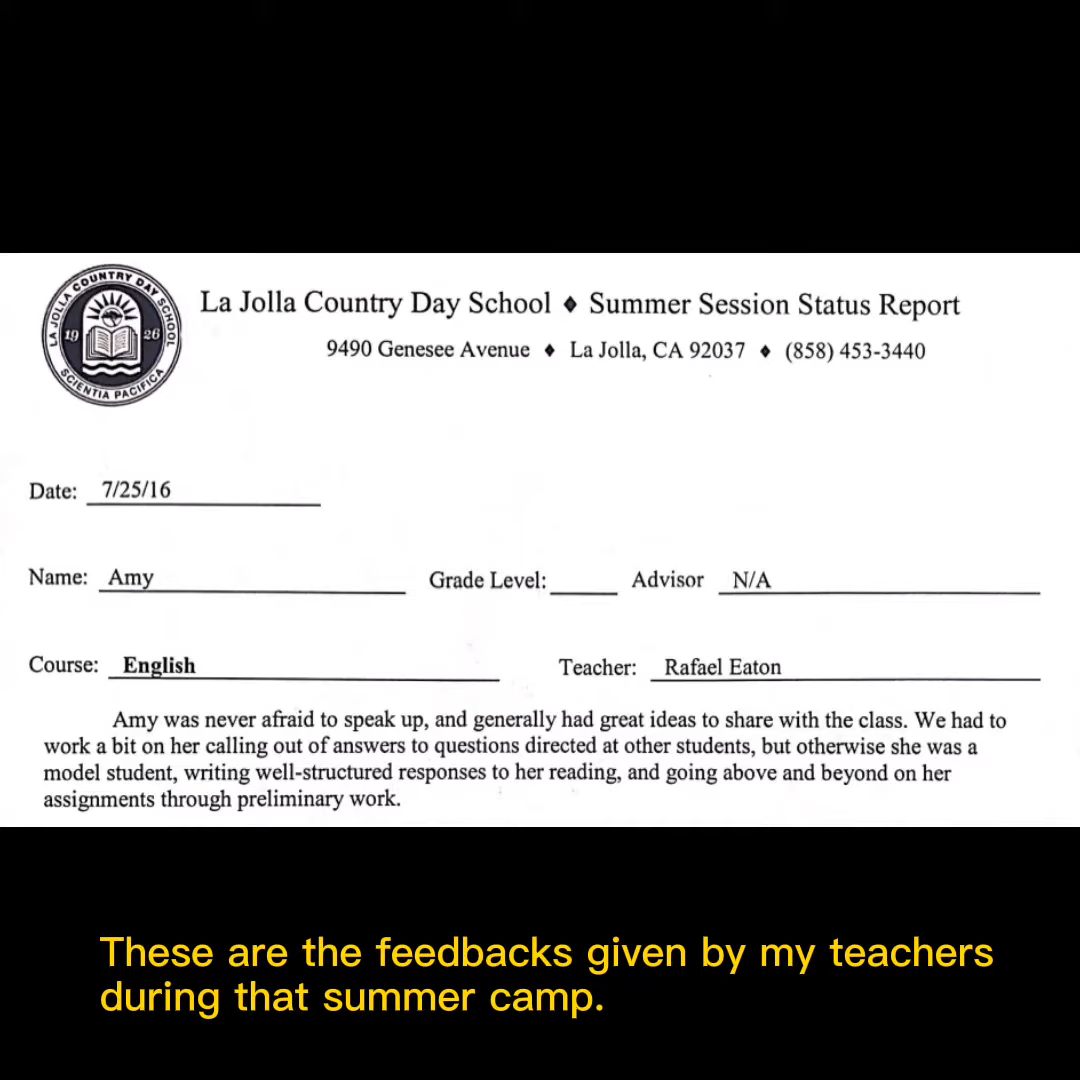 LA JOLLA COUNTRY DAY SCHOOL
19 26
SCIENTIA PACIFICA
La Jolla Country Day School ♦ Summer Session Status Report
9490 Genesee Avenue ♦ La Jolla, CA 92037 ♦ (858) 453-3440
Date: 7/25/16
Name: Amy Grade Level: Advisor N/A
Course: English Teacher: Rafael Eaton
Amy was never afraid to speak up, and generally had great ideas to share with the class. We had to
work a bit on her calling out of answers to questions directed at other students, but otherwise she was a
model student, writing well-structured responses to her reading, and going above and beyond on her
assignments through preliminary work.
These are the feedbacks given by my teachers
during that summer camp.